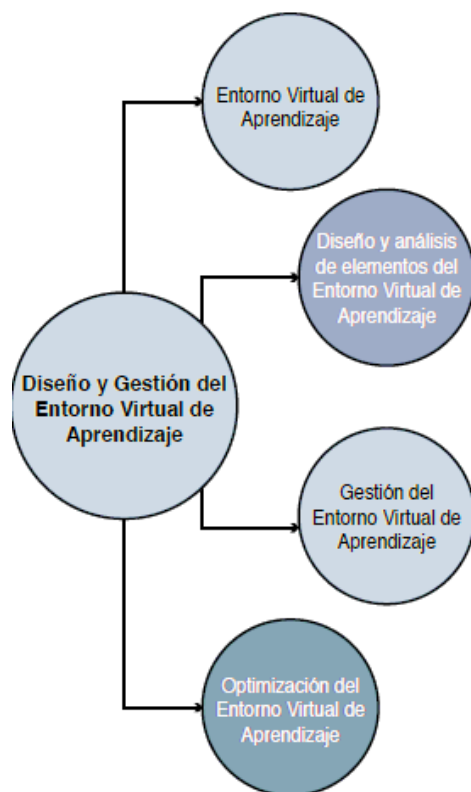 Entorno Virtual de
Aprendizaje
Diseño y análisis
de elementos del
Entorno Virtual de
Aprendizaje
Diseño y Gestión del
Entorno Virtual de
Aprendizaje
Gestión del
Entorno Virtual de
Aprendizaje
Optimización del
Entorno Virtual de
Aprendizaje